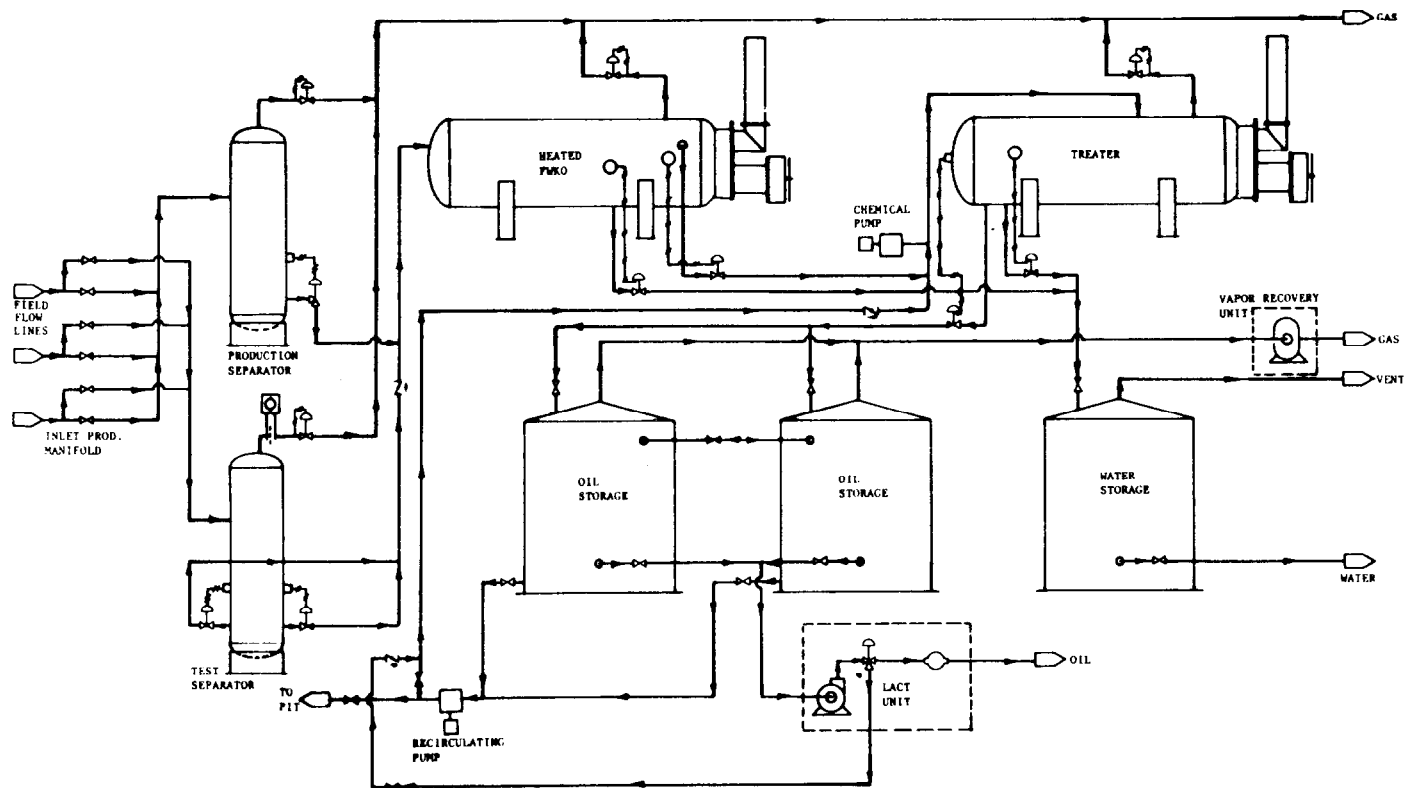 GAS
HEATED
FWKO
TREATER
CHEMICAL
PUMP
FIELD
FLOW
LINES
VAPOR RECOVERY
UNIT
GAS
PRODUCTION
SEPARATOR
VENT
INLET PROD.
MANIFOLD
OIL
STORAGE
OIL
STORAGE
WATER
STORAGE
WATER
TEST
SEPARATOR
OIL
TO
PIT
LACT
UNIT
RECIRCULATING
PUMP